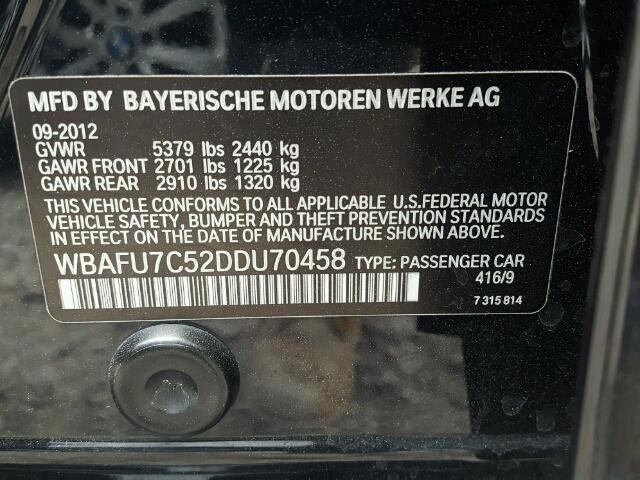 MFD BY BAYERISCHE MOTOREN WERKE AG
09-2012
GVWR 5379 lbs 2440 kg
GAWR FRONT 2701 lbs 1225 kg
GAWR REAR 2910 lbs 1320 kg
THIS VEHICLE CONFORMS TO ALL APPLICABLE U.S.FEDERAL MOTOR
VEHICLE SAFETY, BUMPER AND THEFT PREVENTION STANDARDS
IN EFFECT ON THE DATE OF MANUFACTURE SHOWN ABOVE.
WBAFU7C52DDU70458 TYPE: PASSENGER CAR
416/9
7 315 814